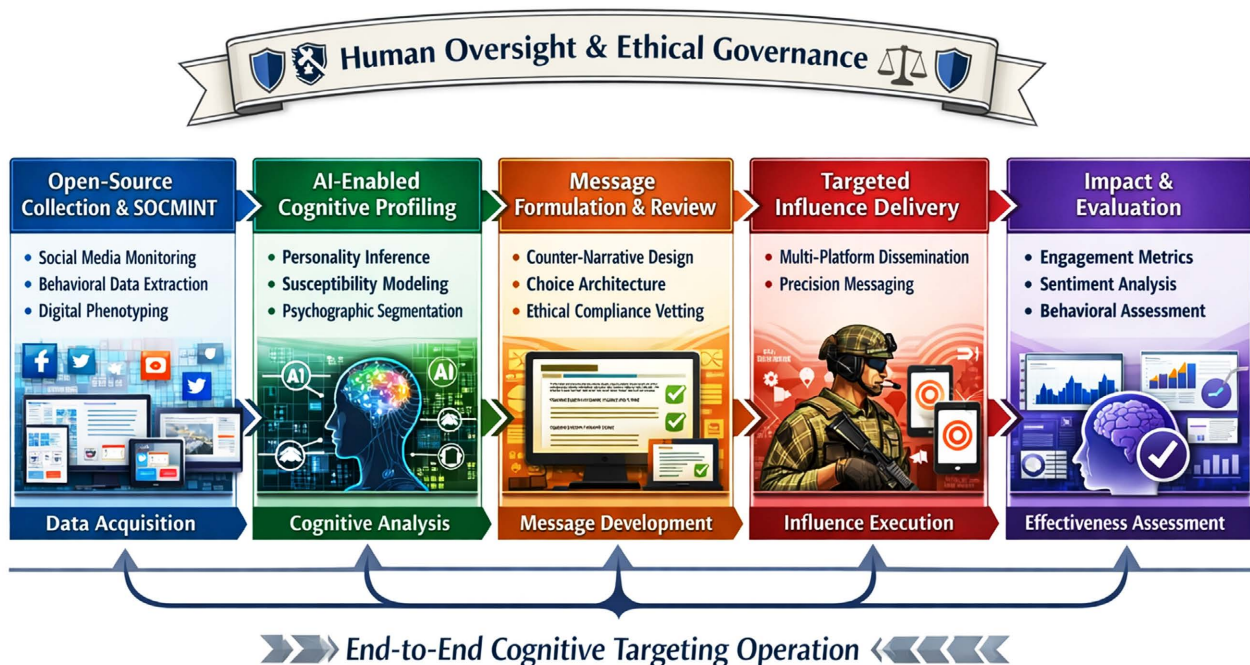 Human Oversight & Ethical Governance
Open-Source
Collection & SOCMINT
• Social Media Monitoring
• Behavioral Data Extraction
• Digital Phenotyping
Data Acquisition
AI-Enabled
Cognitive Profiling
• Personality Inference
• Susceptibility Modeling
• Psychographic Segmentation
AI
AI
Cognitive Analysis
Message
Formulation & Review
• Counter-Narrative Design
• Choice Architecture
• Ethical Compliance Vetting
Message Development
Targeted
Influence Delivery
• Multi-Platform Dissemination
• Precision Messaging
Influence Execution
Impact &
Evaluation
• Engagement Metrics
• Sentiment Analysis
• Behavioral Assessment
Effectiveness Assessment
End-to-End Cognitive Targeting Operation